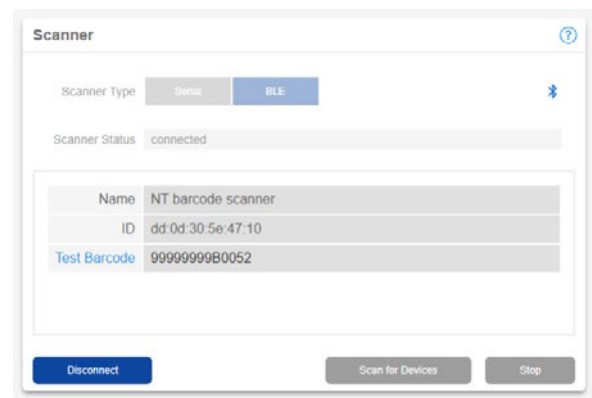 Scanner ?
Scanner Type Serial BLE
Scanner Status connected
Name NT barcode scanner
ID dd:0d:30:5e:47:10
Test Barcode 99999999B0052
Disconnect Scan for Devices Stop